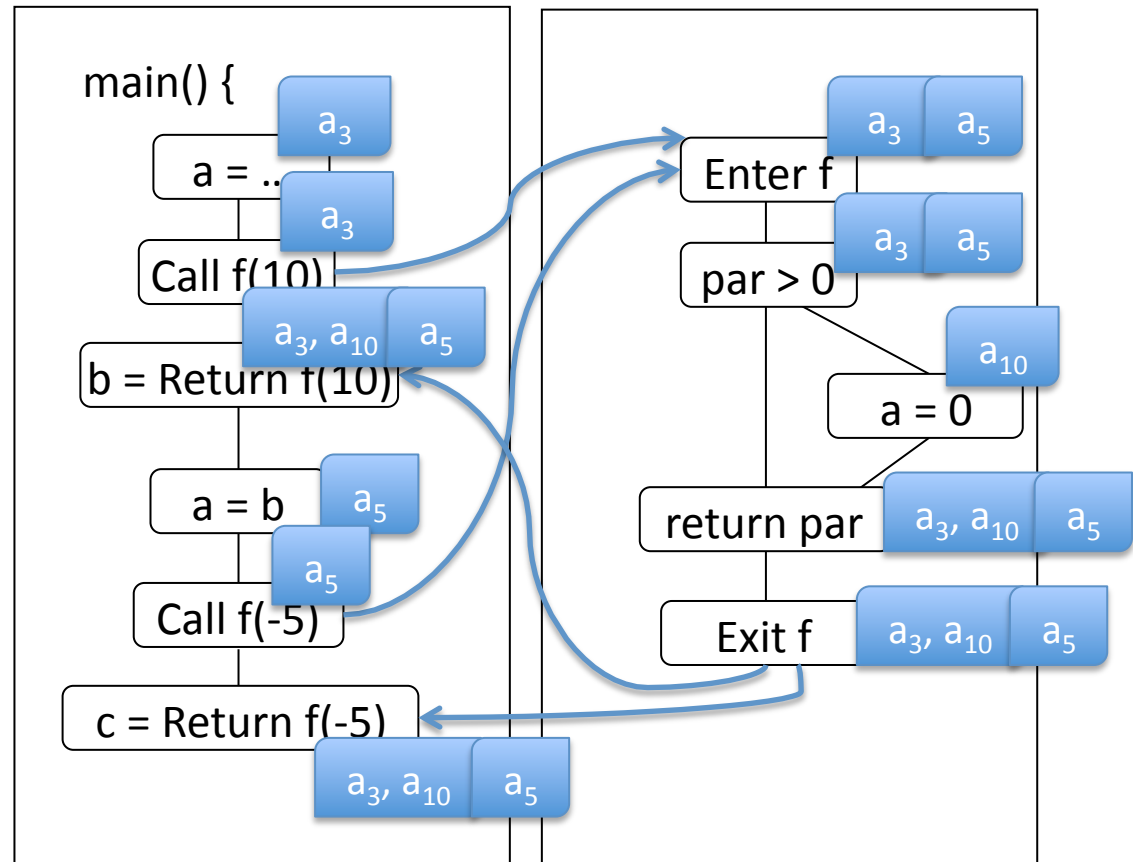 main() {
a₃
a = ..
a₃
Call f(10)
a₃, a₁₀
a₅
b = Return f(10)
a = b
a₅
a₅
Call f(-5)
c = Return f(-5)
a₃, a₁₀
a₅
a₃
a₅
Enter f
a₃
a₅
par > 0
a₁₀
a = 0
return par
a₃, a₁₀
a₅
Exit f
a₃, a₁₀
a₅